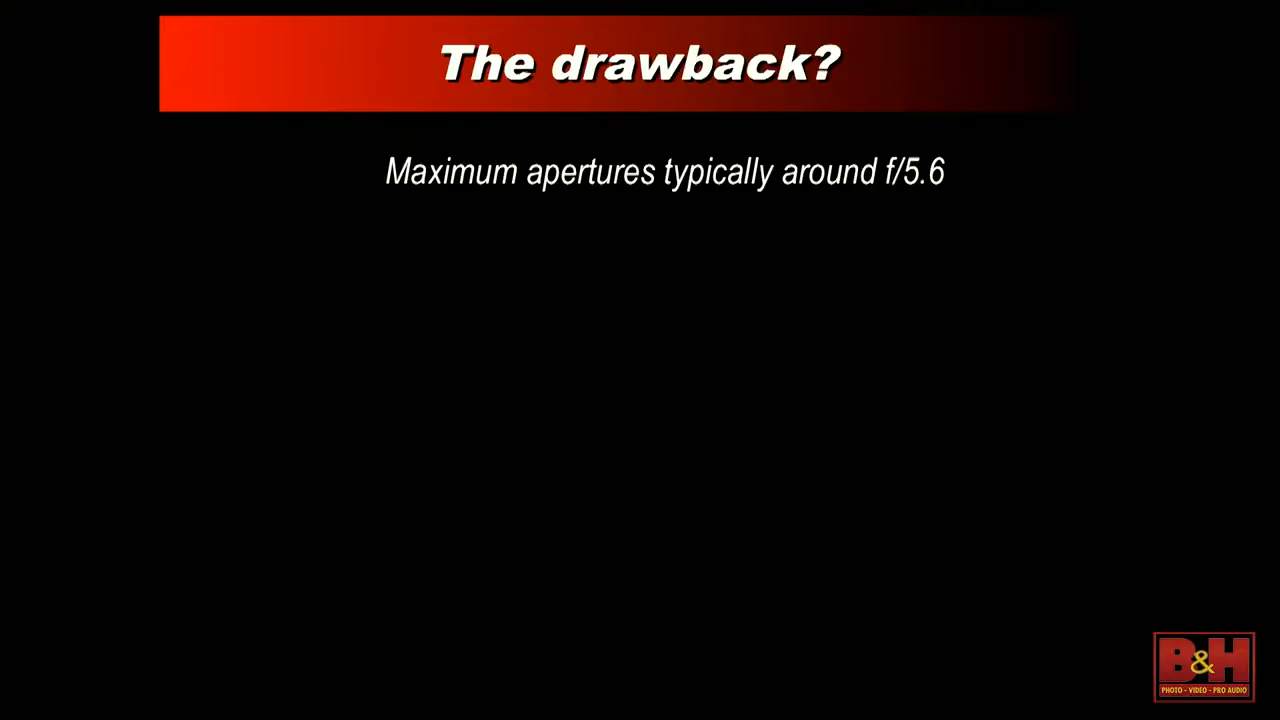 The drawback?
Maximum apertures typically around f/5.6
B&H
PHOTO - VIDEO - PRO AUDIO